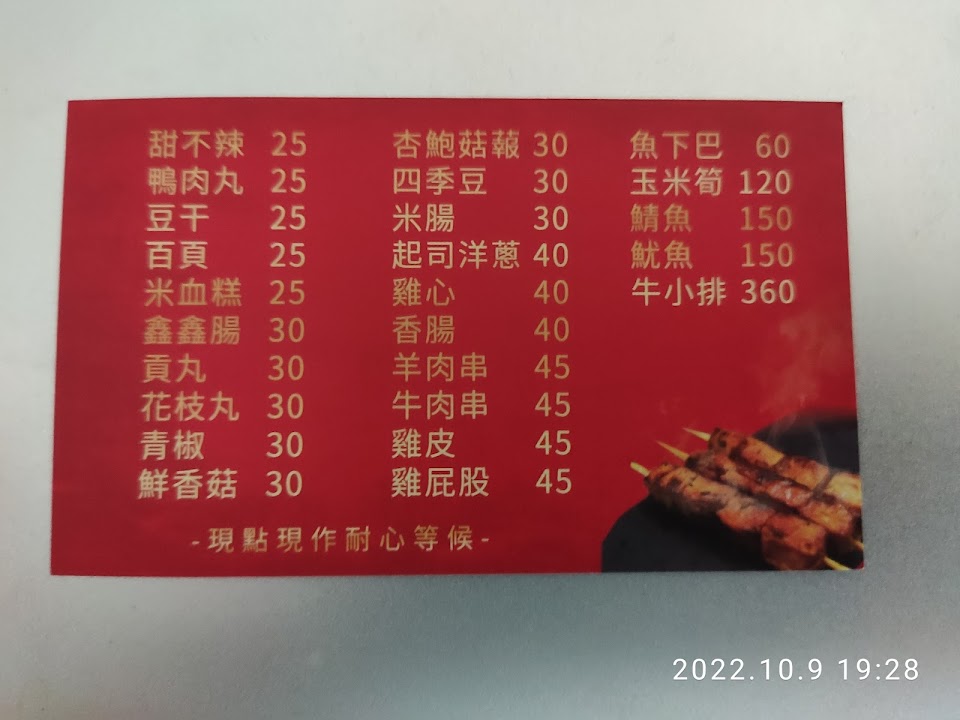 甜不辣 25
鴨肉丸 25
豆干 25
百頁 25
米血糕 25
鑫鑫腸 30
貢丸 30
花枝丸 30
青椒 30
鮮香菇 30
杏鮑菇蕔 30
四季豆 30
米腸 30
起司洋蔥 40
雞心 40
香腸 40
羊肉串 45
牛肉串 45
雞皮 45
雞屁股 45
魚下巴 60
玉米筍 120
鯖魚 150
魷魚 150
牛小排 360
-現點現作耐心等候-
2022.10.9 19:28